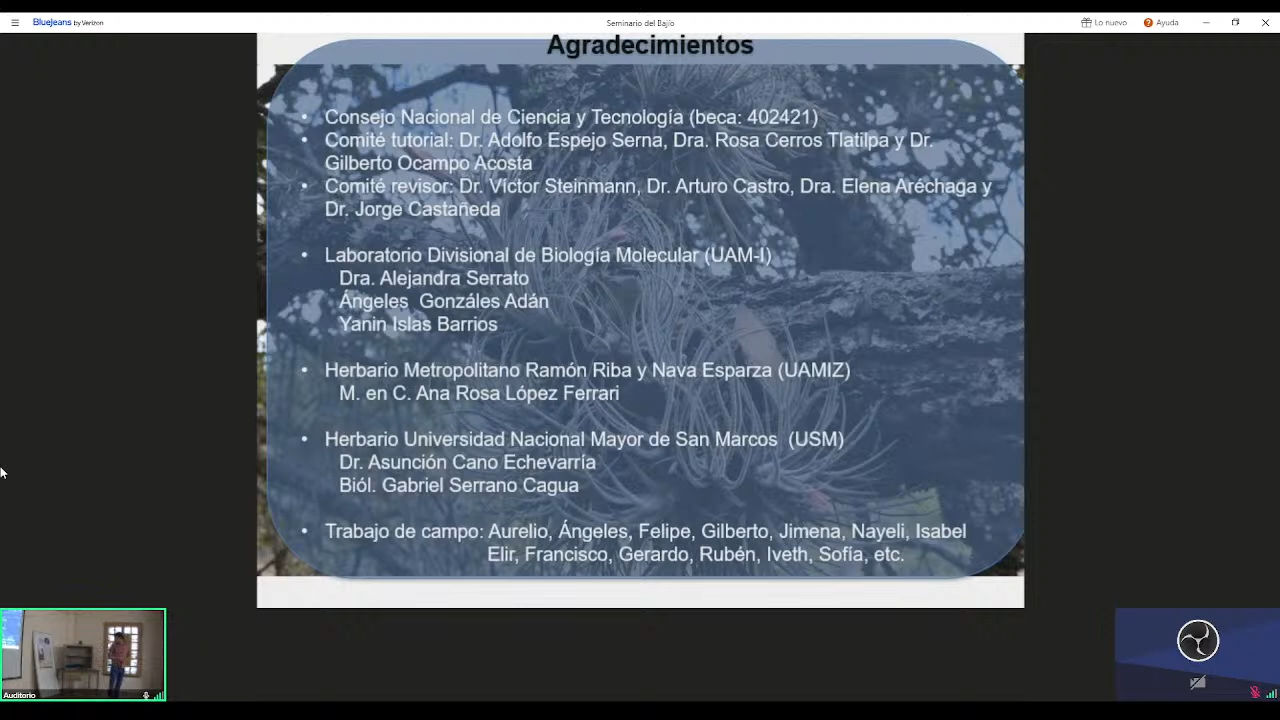 BlueJeans by Verizon
Seminario del Bajío
Lo nuevo
Ayuda
Agradecimientos
• Consejo Nacional de Ciencia y Tecnología (beca: 402421)
• Comité tutorial: Dr. Adolfo Espejo Serna, Dra. Rosa Cerros Tlatilpa y Dr.
Gilberto Ocampo Acosta
• Comité revisor: Dr. Víctor Steinmann, Dr. Arturo Castro, Dra. Elena Aréchaga y
Dr. Jorge Castañeda
• Laboratorio Divisional de Biología Molecular (UAM-I)
Dra. Alejandra Serrato
Ángeles Gonzáles Adán
Yanin Islas Barrios
• Herbario Metropolitano Ramón Riba y Nava Esparza (UAMIZ)
M. en C. Ana Rosa López Ferrari
• Herbario Universidad Nacional Mayor de San Marcos (USM)
Dr. Asunción Cano Echevarría
Biól. Gabriel Serrano Cagua
• Trabajo de campo: Aurelio, Ángeles, Felipe, Gilberto, Jimena, Nayeli, Isabel
Elir, Francisco, Gerardo, Rubén, Iveth, Sofía, etc.
Auditorio